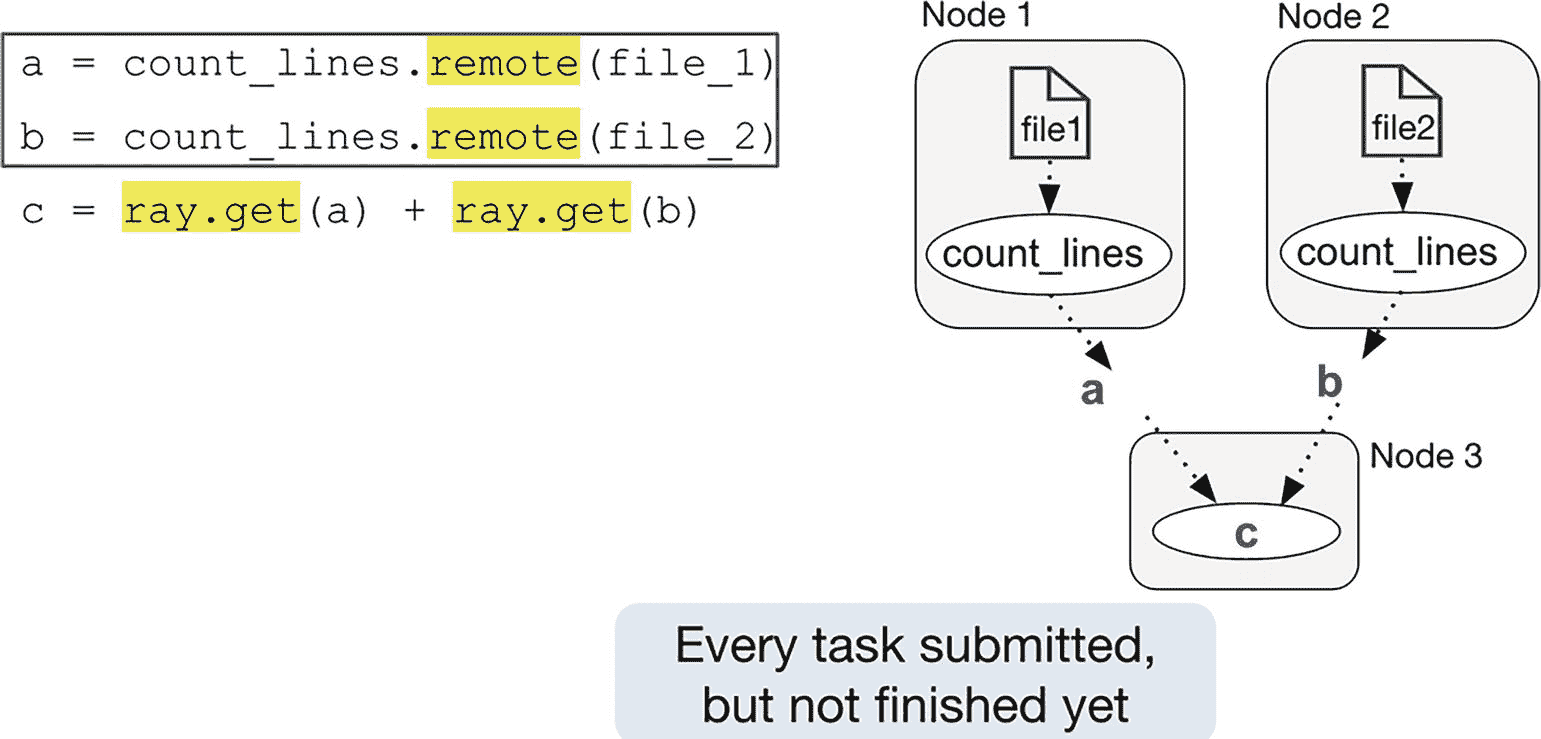 a = count_lines.remote(file_1)
b = count_lines.remote(file_2)
c = ray.get(a) + ray.get(b)
Node 1
Node 2
file1
file2
count_lines
count_lines
a
b
Node 3
c
Every task submitted,
but not finished yet